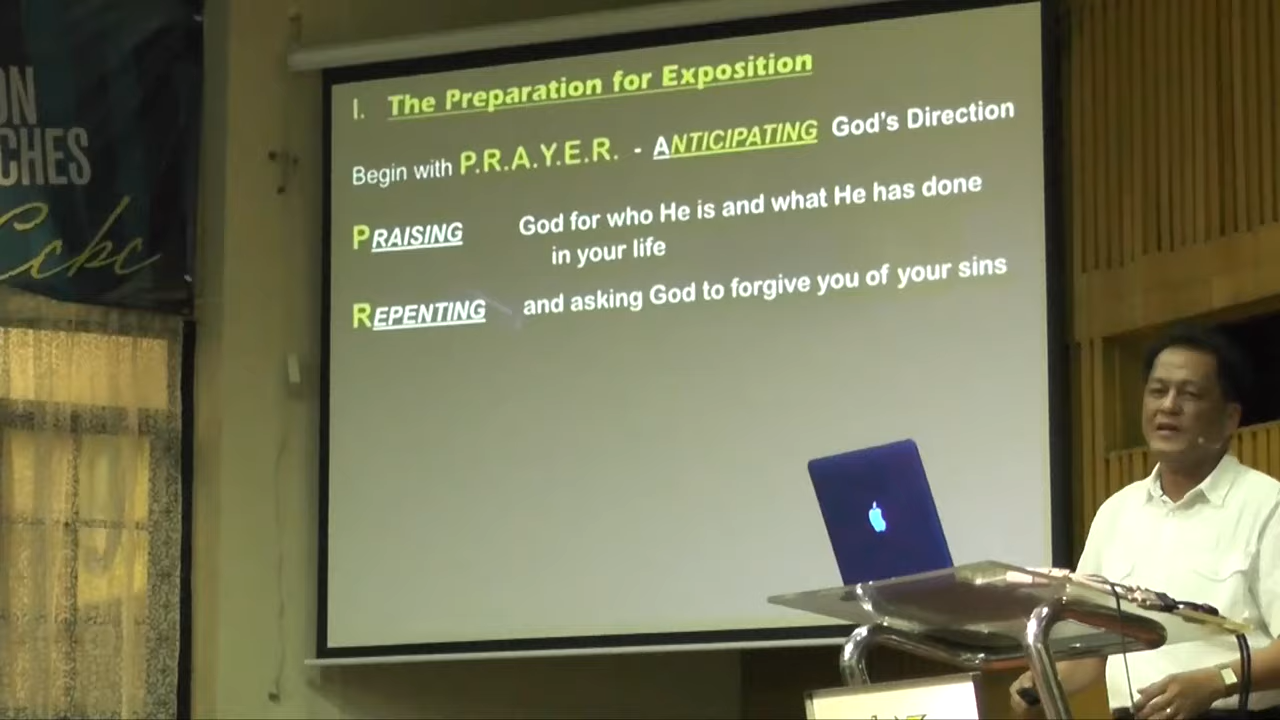 ON
CHES
Ccbc
I. The Preparation for Exposition
Begin with P.R.A.Y.E.R. - ANTICIPATING God's Direction
PRAISING God for who He is and what He has done
in your life
REPENTING and asking God to forgive you of your sins